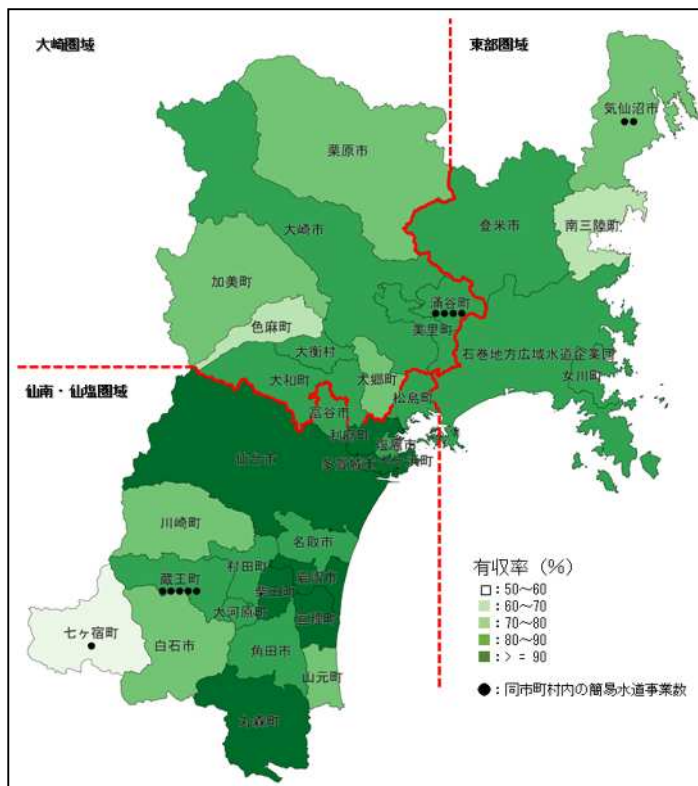 大崎圏域
東部圏域
気仙沼市
栗原市
登米市
南三陸町
大崎市
加美町
涌谷町
色麻町
美里町
大衡村
石巻地方広域水道企業団
大和町
大郷町
女川町
松島町
仙南・仙塩圏域
富谷市
利府町
仙台市
塩竈市
多賀城市
川崎町
名取市
村田町
岩沼市
蔵王町
柴田町
大河原町
亘理町
七ヶ宿町
白石市
角田市
山元町
丸森町
有収率（%）
□：50～60
：60～70
：70～80
：80～90
：＞＝90
●：同市町村内の簡易水道事業数